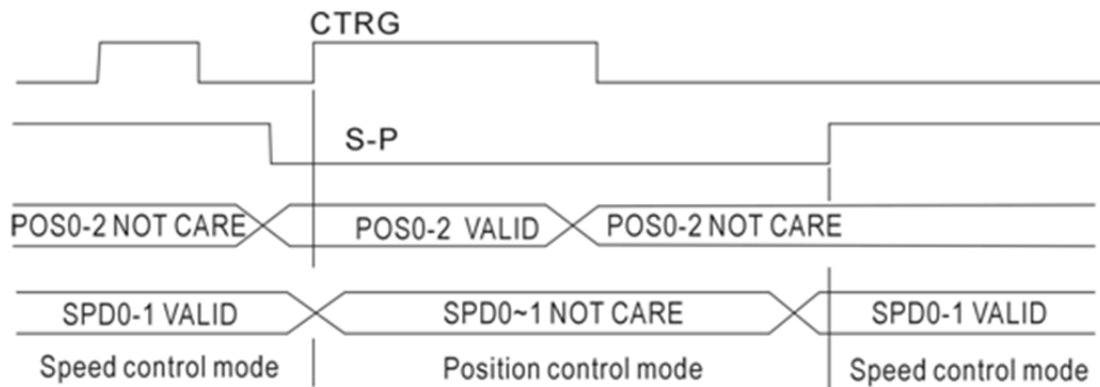 CTRG
S-P
POS0-2 NOT CARE POS0-2 VALID POS0-2 NOT CARE
SPD0-1 VALID SPD0~1 NOT CARE SPD0-1 VALID
Speed control mode Position control mode Speed control mode